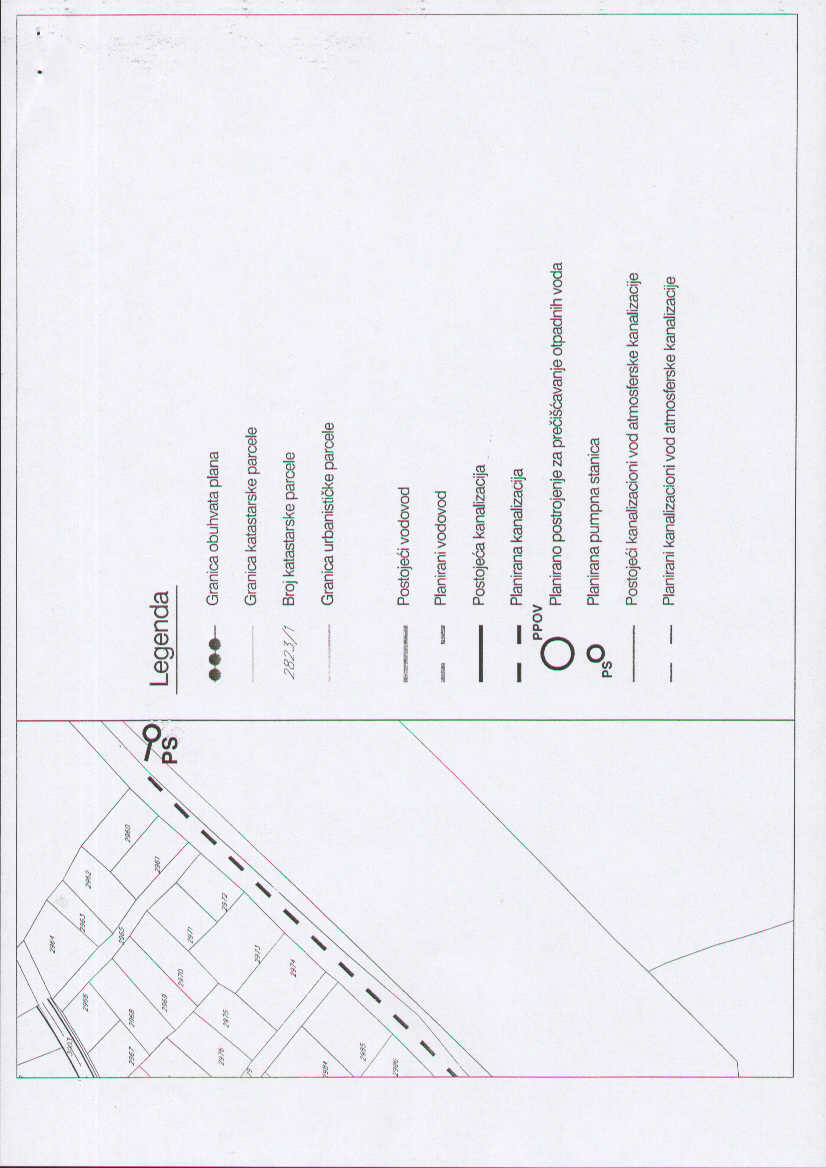 Legenda
Granica obuhvata plana
Granica katastarske parcele
2823/1 Broj katastarske parcele
Granica urbanističke parcele
Postojeći vodovod
Planirani vodovod
Postojeća kanalizacija
Planirana kanalizacija
PPOV
Planirano postrojenje za prečišćavanje otpadnih voda
PS
Planirana pumpna stanica
Postojeći kanalizacioni vod atmosferske kanalizacije
Planirani kanalizacioni vod atmosferske kanalizacije
PS
2964
2963
2962
2960
2961
2965
2966
2968
2967
2969
2970
2971
2972
2973
2974
2975
2976
2984
2985
2986